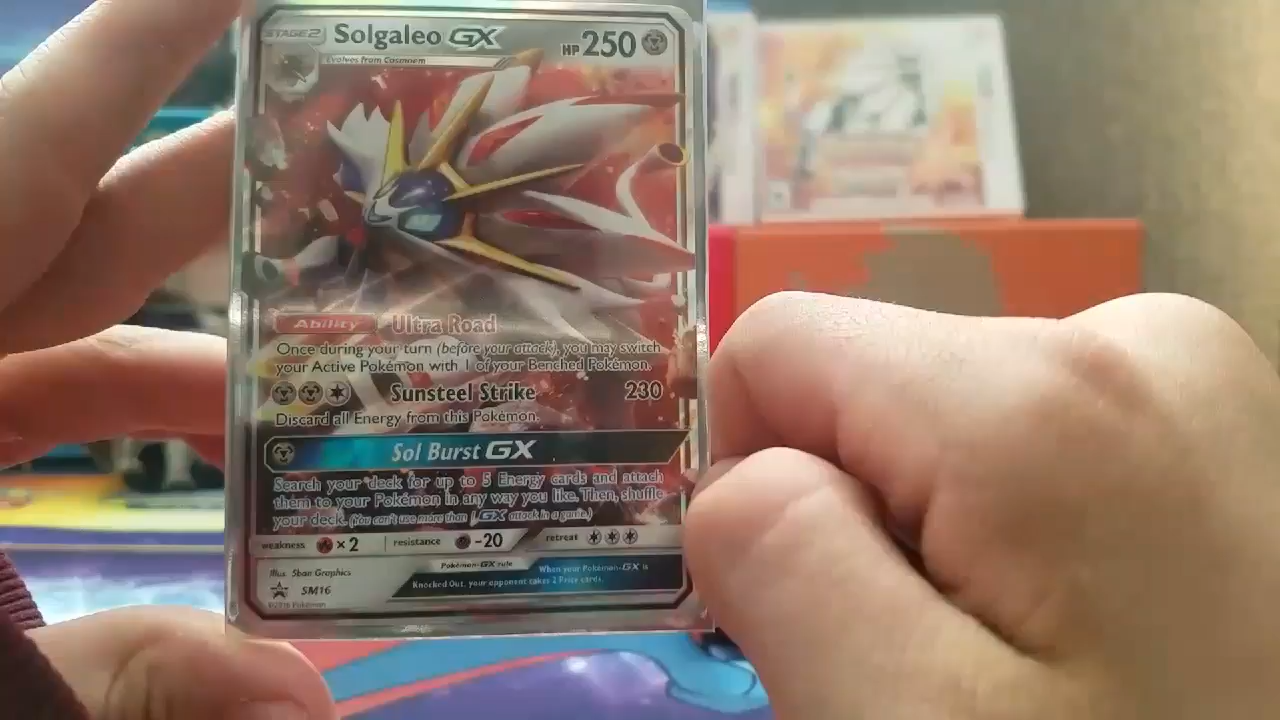 STAGE 2 Solgaleo GX HP 250
Evolves from Cosmoem
Ability Ultra Road
Once during your turn (before your attack), you may switch
your Active Pokémon with 1 of your Benched Pokémon.
Sunsteel Strike 230
Discard all Energy from this Pokémon.
Sol Burst GX
Search your deck for up to 5 Energy cards and attach
them to your Pokémon in any way you like. Then, shuffle
your deck. (You can't use more than 1 GX attack in a game.)
weakness ×2 resistance -20 retreat
Pokémon-GX rule When your Pokémon-GX is
Knocked Out, your opponent takes 2 Prize cards.
Illus. 5ban Graphics
SM16
©2016 Pokémon